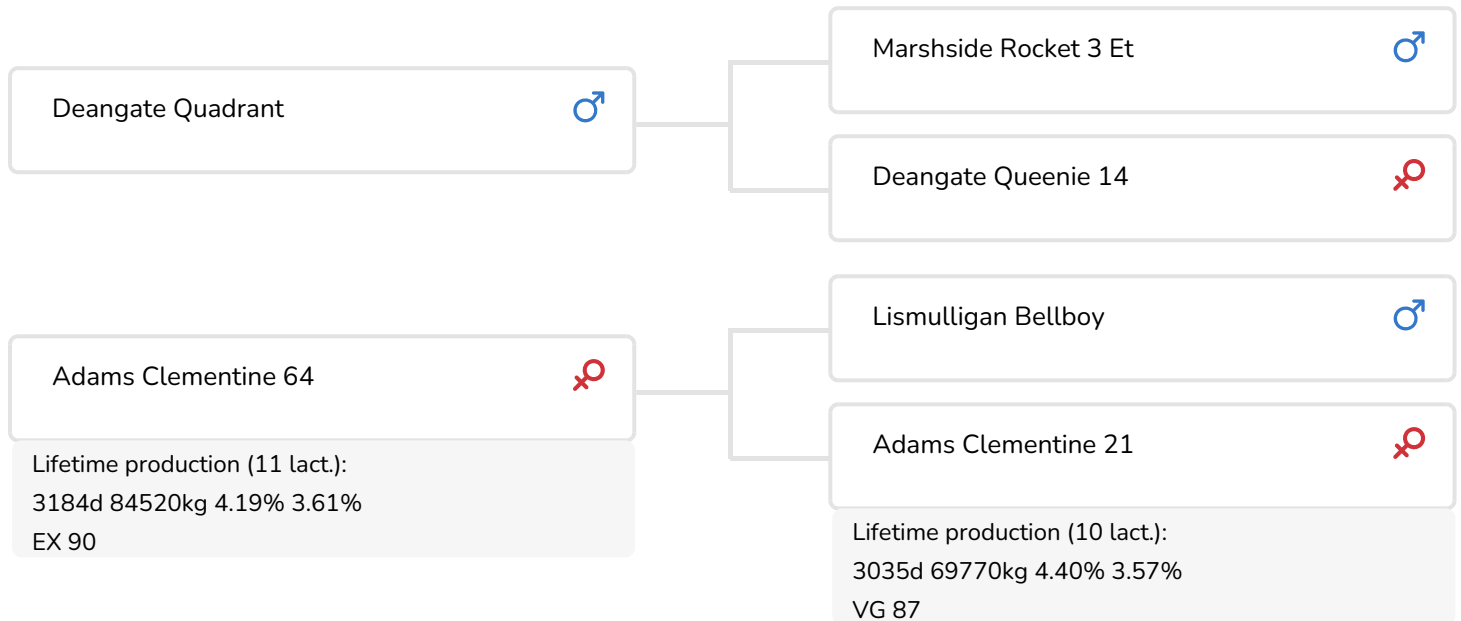 Marshside Rocket 3 Et
Deangate Quadrant
Deangate Queenie 14
Lismulligan Bellboy
Adams Clementine 64
Adams Clementine 21
Lifetime production (11 lact.):
3184d 84520kg 4.19% 3.61%
EX 90
Lifetime production (10 lact.):
3035d 69770kg 4.40% 3.57%
VG 87